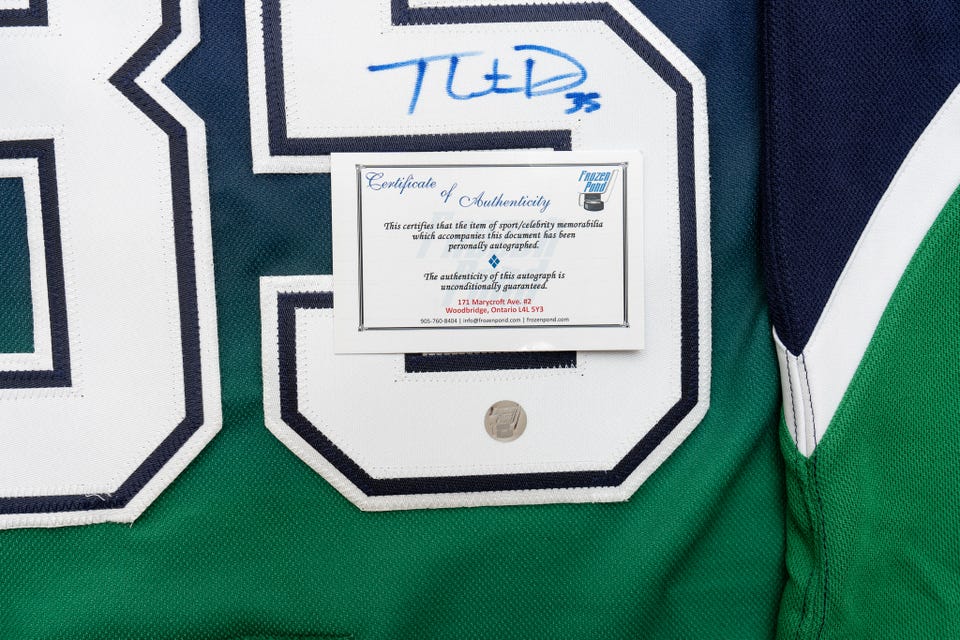 35
35
Certificate
of
Authenticity
Frozen
Pond
This certifies that the item of sport/celebrity memorabilia
which accompanies this document has been
personally autographed.
The authenticity of this autograph is
unconditionally guaranteed.
171 Marycroft Ave. #2
Woodbridge, Ontario L4L 5Y3
905-760-8404 | info@frozenpond.com | frozenpond.com